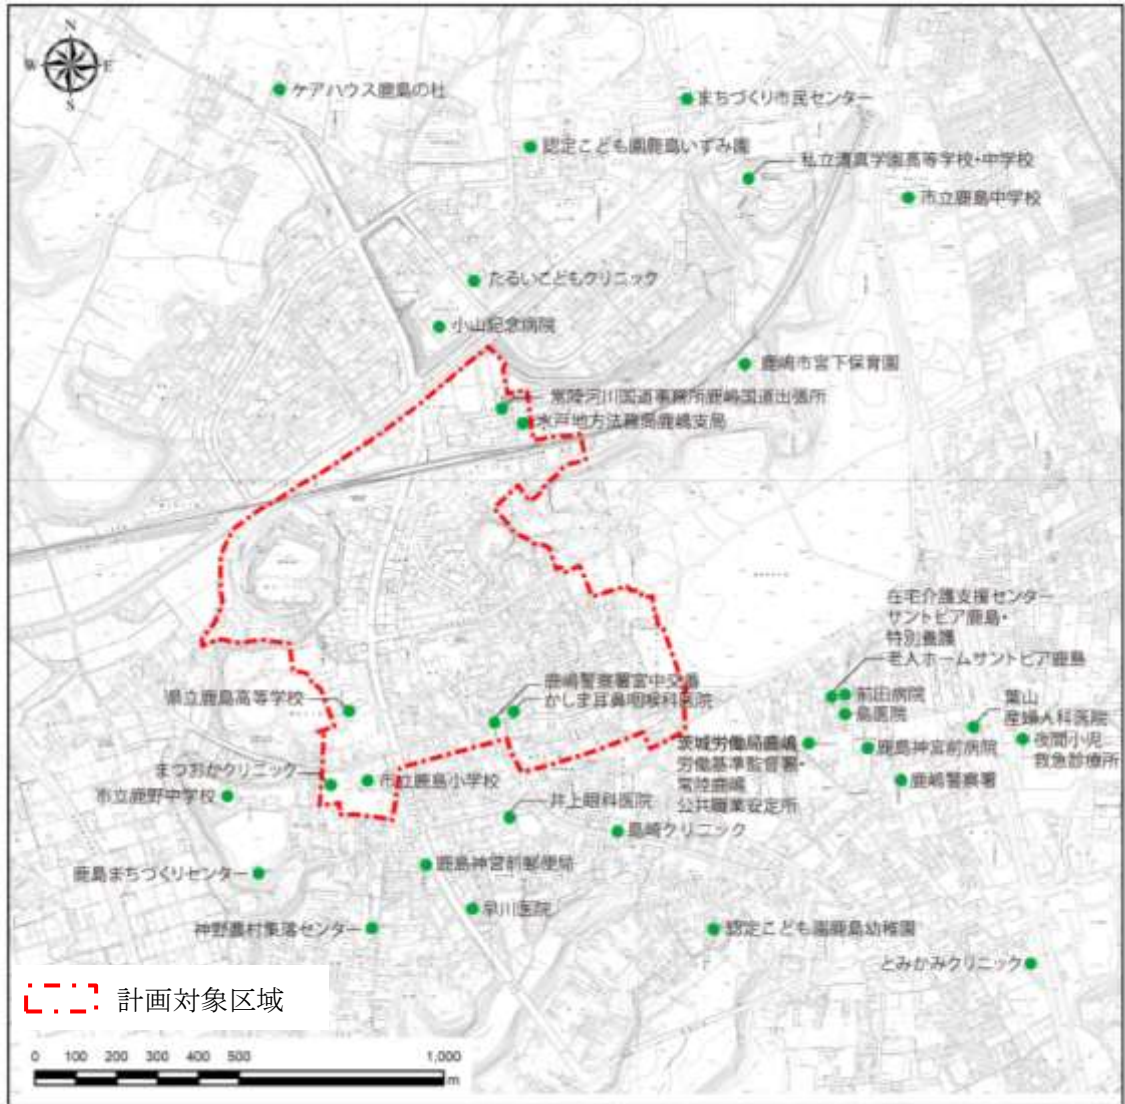 N
W
E
S
ケアハウス鹿島の杜
まちづくり市民センター
認定こども園鹿島いずみ園
私立清真学園高等学校・中学校
市立鹿島中学校
たるいこどもクリニック
小山記念病院
鹿嶋市宮下保育園
常陸河川国道事務所鹿嶋国道出張所
水戸地方法務局鹿嶋支局
在宅介護支援センター
サントピア鹿島・
特別養護
老人ホームサントピア鹿島
鹿嶋警察署宮中交番
かしま耳鼻咽喉科医院
県立鹿島高等学校
前田病院
島医院
葉山
産婦人科医院
夜間小児
救急診療所
茨城労働局鹿嶋
労働基準監督署・
常陸鹿嶋
公共職業安定所
鹿島神宮前病院
鹿嶋警察署
まつおかクリニック
市立鹿島小学校
市立鹿野中学校
井上眼科医院
島崎クリニック
鹿島まちづくりセンター
鹿島神宮前郵便局
早川医院
神野農村集落センター
認定こども園鹿島幼稚園
とみかみクリニック
計画対象区域
0 100 200 300 400 500 1,000
m